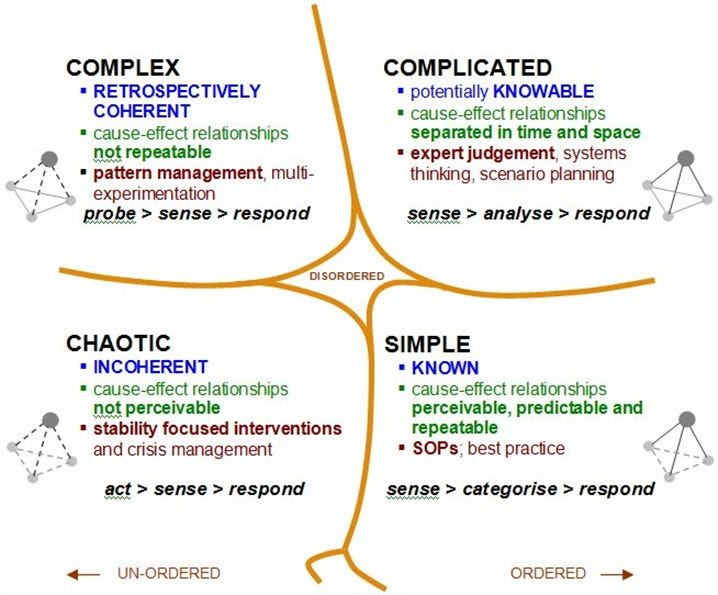 COMPLEX
▪ RETROSPECTIVELY
COHERENT
▪ cause-effect relationships
not repeatable
▪ pattern management, multi-
experimentation
probe > sense > respond
COMPLICATED
▪ potentially KNOWABLE
▪ cause-effect relationships
separated in time and space
▪ expert judgement, systems
thinking, scenario planning
sense > analyse > respond
DISORDERED
CHAOTIC
▪ INCOHERENT
▪ cause-effect relationships
not perceivable
▪ stability focused interventions
and crisis management
act > sense > respond
SIMPLE
▪ KNOWN
▪ cause-effect relationships
perceivable, predictable and
repeatable
▪ SOPs; best practice
sense > categorise > respond
UN-ORDERED
ORDERED